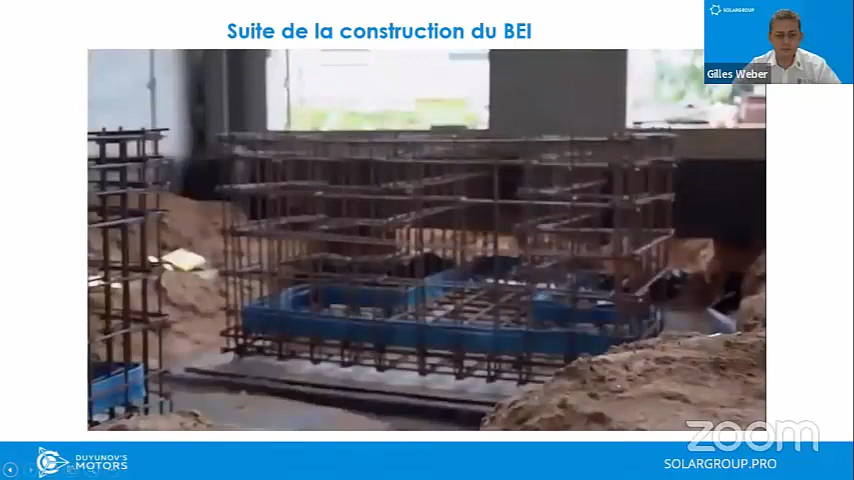 Suite de la construction du BEI
SOLARGROUP
Gilles Weber
zoom
DUYUNOV'S
MOTORS
SOLARGROUP.PRO